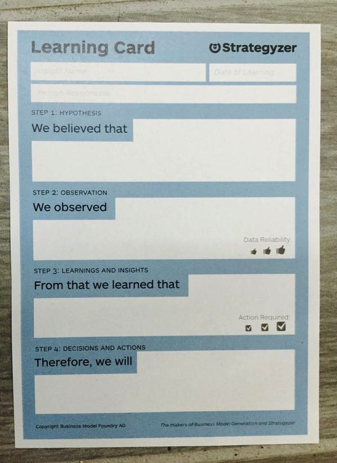 Learning Card
Strategyzer
Insight Name
Date of Learning
Person Responsible
STEP 1: HYPOTHESIS
We believed that
STEP 2: OBSERVATION
We observed
Data Reliability
STEP 3: LEARNINGS AND INSIGHTS
From that we learned that
Action Required
STEP 4: DECISIONS AND ACTIONS
Therefore, we will
Copyright Business Model Foundry AG
The makers of Business Model Generation and Strategyzer